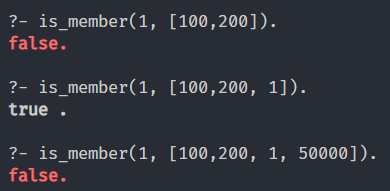 ?- is_member(1, [100,200]).
false.
?- is_member(1, [100,200, 1]).
true .
?- is_member(1, [100,200, 1, 50000]).
false.